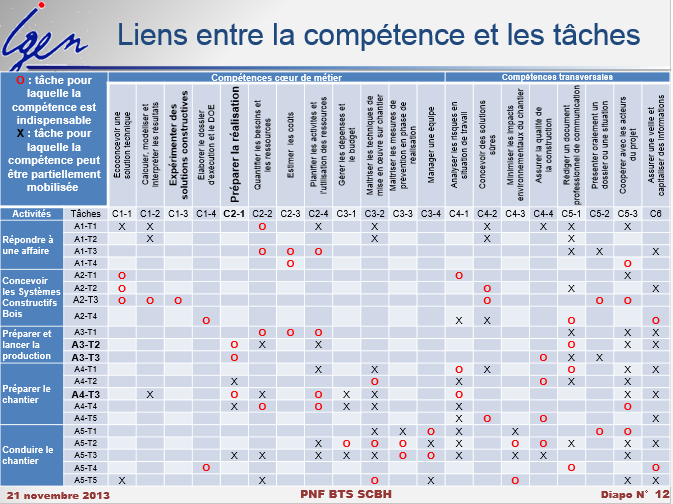 Igen
Liens entre la compétence et les tâches
O : tâche pour
laquelle la
compétence est
indispensable
X : tâche pour
laquelle la
compétence peut
être partiellement
mobilisée
Compétences cœur de métier
Compétences transversales
Ecoconcevoir une
solution technique
Calculer, modéliser et
interpréter les résultats
Expérimenter des
solutions constructives
Elaborer le dossier
d'exécution et le DOE
Préparer la réalisation
Quantifier les besoins et
les ressources
Estimer les coûts
Planifier les activités et
l'utilisation des ressources
Gérer les dépenses et
le budget
Maîtriser les techniques de
mise en œuvre sur chantier
Maîtriser les mesures de
prévention en phase de
réalisation
Manager une équipe
Analyser les risques en
situation de travail
Concevoir des solutions
sûres
Minimiser les impacts
environnementaux du chantier
Assurer la qualité de
la construction
Rédiger un document
professionnel de communication
Présenter oralement un
dossier ou une situation
Coopérer avec les acteurs
du projet
Assurer une veille et
capitaliser des informations
Activités Tâches C1-1 C1-2 C1-3 C1-4 C2-1 C2-2 C2-3 C2-4 C3-1 C3-2 C3-3 C3-4 C4-1 C4-2 C4-3 C4-4 C5-1 C5-2 C5-3 C6
Répondre à
une affaire
A1-T1 X X O X X X X X X
A1-T2 X X X X
A1-T3 O O O X X X
A1-T4 O O
Concevoir
les Systèmes
Constructifs
Bois
A2-T1 O O X
A2-T2 O O X X
A2-T3 O O O O O O
A2-T4 O X X O O
Préparer et
lancer la
production
A3-T1 O O O X X X
A3-T2 O X X O X X
A3-T3 O O X X
Préparer le
chantier
A4-T1 X X O X O X X
A4-T2 X O X O X X
A4-T3 X O X O X X O X X
A4-T4 X O O X X X O
A4-T5 X O O X
Conduire le
chantier
A5-T1 X X O X X O O
A5-T2 X O O O X X O O X X X
A5-T3 X X X X X O O X X X X
A5-T4 O O O
A5-T5 X X O X O X X
21 novembre 2013
PNF BTS SCBH
Diapo N° 12